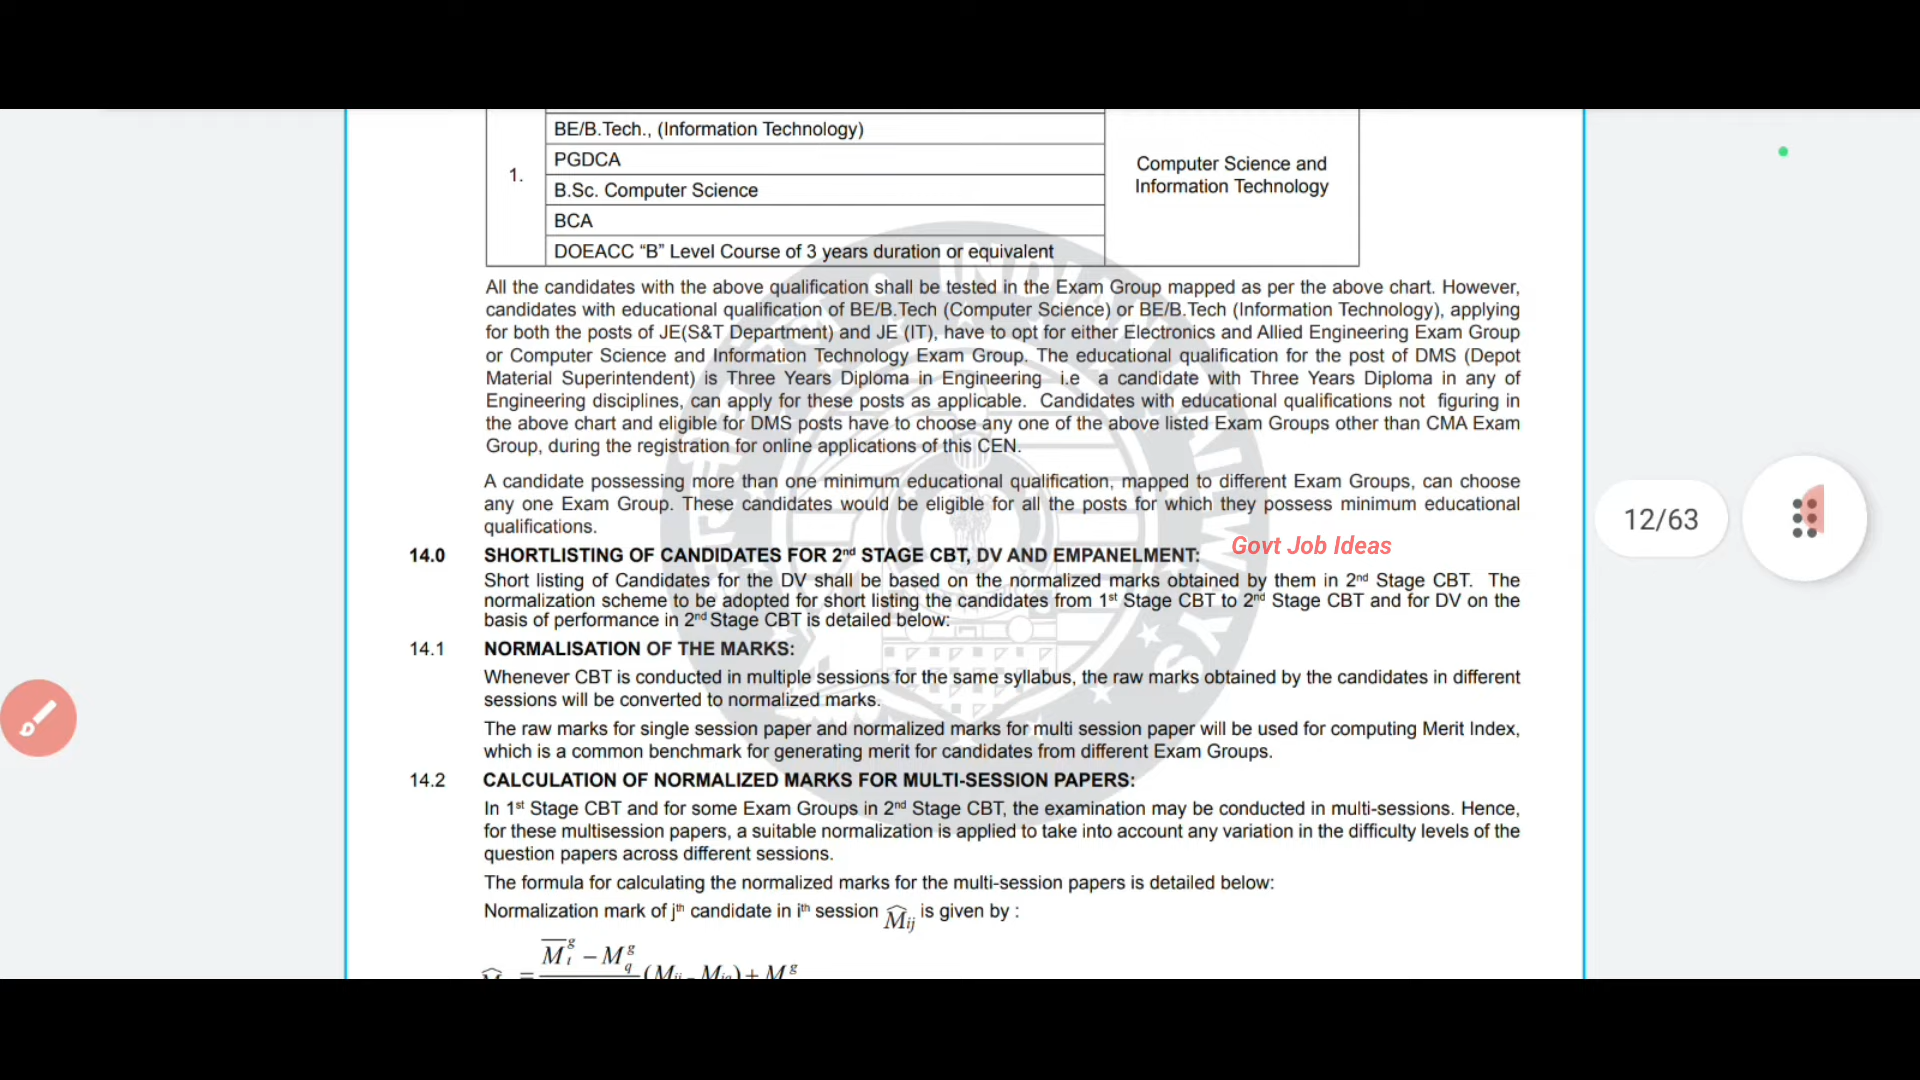 BE/B.Tech., (Information Technology)
PGDCA
1.
Computer Science and
Information Technology
B.Sc. Computer Science
BCA
DOEACC “B” Level Course of 3 years duration or equivalent
All the candidates with the above qualification shall be tested in the Exam Group mapped as per the above chart. However,
candidates with educational qualification of BE/B.Tech (Computer Science) or BE/B.Tech (Information Technology), applying
for both the posts of JE(S&T Department) and JE (IT), have to opt for either Electronics and Allied Engineering Exam Group
or Computer Science and Information Technology Exam Group. The educational qualification for the post of DMS (Depot
Material Superintendent) is Three Years Diploma in Engineering i.e a candidate with Three Years Diploma in any of
Engineering disciplines, can apply for these posts as applicable. Candidates with educational qualifications not figuring in
the above chart and eligible for DMS posts have to choose any one of the above listed Exam Groups other than CMA Exam
Group, during the registration for online applications of this CEN.
A candidate possessing more than one minimum educational qualification, mapped to different Exam Groups, can choose
any one Exam Group. These candidates would be eligible for all the posts for which they possess minimum educational
qualifications.
12/63
Govt Job Ideas
14.0 SHORTLISTING OF CANDIDATES FOR 2nd STAGE CBT, DV AND EMPANELMENT:
Short listing of Candidates for the DV shall be based on the normalized marks obtained by them in 2nd Stage CBT. The
normalization scheme to be adopted for short listing the candidates from 1st Stage CBT to 2nd Stage CBT and for DV on the
basis of performance in 2nd Stage CBT is detailed below:
14.1 NORMALISATION OF THE MARKS:
Whenever CBT is conducted in multiple sessions for the same syllabus, the raw marks obtained by the candidates in different
sessions will be converted to normalized marks.
The raw marks for single session paper and normalized marks for multi session paper will be used for computing Merit Index,
which is a common benchmark for generating merit for candidates from different Exam Groups.
14.2 CALCULATION OF NORMALIZED MARKS FOR MULTI-SESSION PAPERS:
In 1st Stage CBT and for some Exam Groups in 2nd Stage CBT, the examination may be conducted in multi-sessions. Hence,
for these multisession papers, a suitable normalization is applied to take into account any variation in the difficulty levels of the
question papers across different sessions.
The formula for calculating the normalized marks for the multi-session papers is detailed below:
Normalization mark of jth candidate in ith session M̂ij is given by :